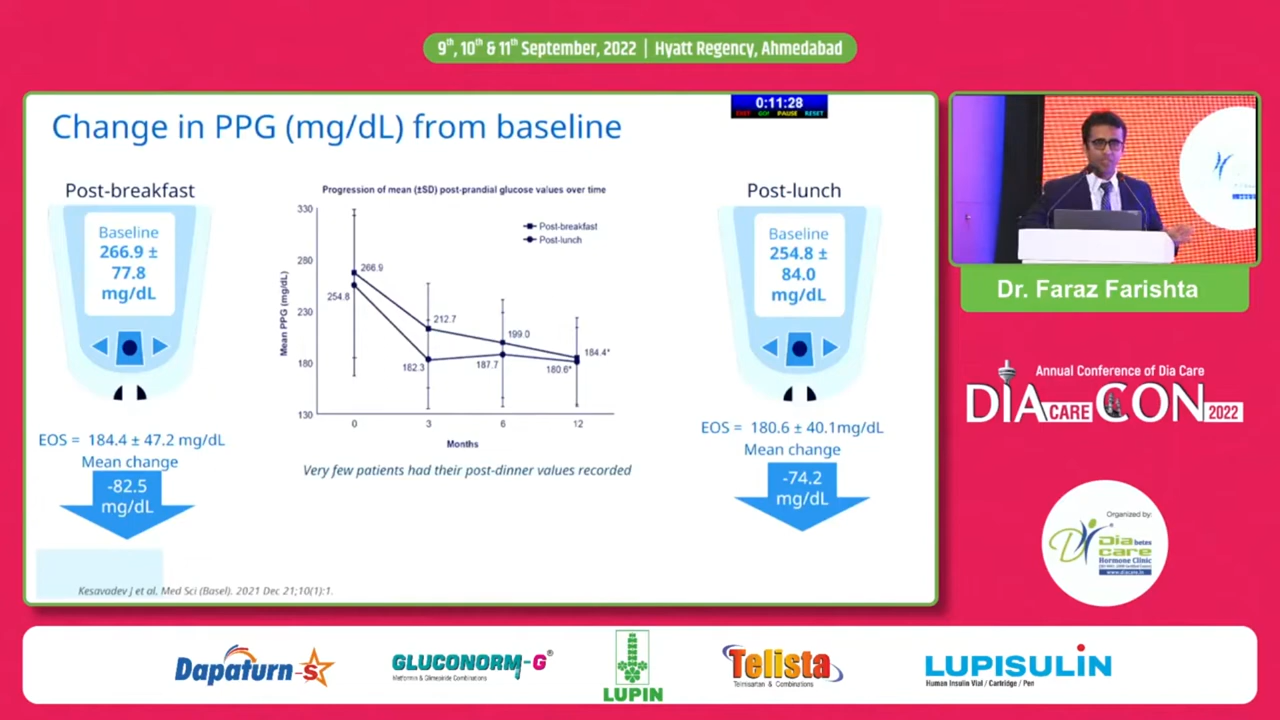 9th, 10th & 11th September, 2022 | Hyatt Regency, Ahmedabad
0:11:28
PAUSE RESET
Change in PPG (mg/dL) from baseline
Post-breakfast
Baseline
266.9 ±
77.8
mg/dL
EOS = 184.4 ± 47.2 mg/dL
Mean change
-82.5
mg/dL
Progression of mean (±SD) post-prandial glucose values over time
Post-breakfast
Post-lunch
Mean PPG (mg/dL)
330
280
230
180
130
266.9
254.8
212.7
182.3
199.0
187.7
184.4*
180.6*
0 3 6 12
Months
Very few patients had their post-dinner values recorded
Post-lunch
Baseline
254.8 ±
84.0
mg/dL
EOS = 180.6 ± 40.1mg/dL
Mean change
-74.2
mg/dL
Kesavadev J et al. Med Sci (Basel). 2021 Dec 21;10(1):1.
Dr. Faraz Farishta
Annual Conference of Dia Care
DIA CARE CON 2022
Organized by:
Diabetes
care
Hormone Clinic
www.diacare.in
Dapaturn-S
GLUCONORM-G®
Metformin & Glimepiride Combinations
LUPIN
Telista
Telmisartan & Combinations
LUPISULIN
Human Insulin Vial / Cartridge / Pen